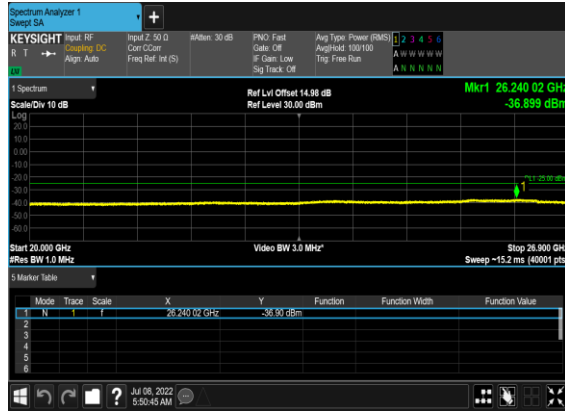 Spectrum Analyzer 1
Swept SA
KEYSIGHT Input: RF Input Z: 50 Ω #Atten: 30 dB PNO: Fast Avg Type: Power (RMS) 1 2 3 4 5 6
R T Coupling: DC Corr CCorr Gate: Off Avg|Hold: 100/100 A W W W W W
Align: Auto Freq Ref: Int (S) IF Gain: Low Trig: Free Run
Sig Track: Off A N N N N N
1 Spectrum Ref Lvl Offset 14.98 dB Mkr1 26.240 02 GHz
Scale/Div 10 dB Ref Level 30.00 dBm -36.899 dBm
Log
20.0
10.0
0.00
-10.0
-20.0 DL1 -25.00 dBm
-30.0 1
-40.0
-50.0
-60.0
Start 20.000 GHz Video BW 3.0 MHz* Stop 26.900 GHz
#Res BW 1.0 MHz Sweep ~15.2 ms (40001 pts)
5 Marker Table
Mode Trace Scale X Y Function Function Width Function Value
1 N 1 f 26.240 02 GHz -36.90 dBm
2
3
4
5
6
? Jul 08, 2022
5:50:45 AM